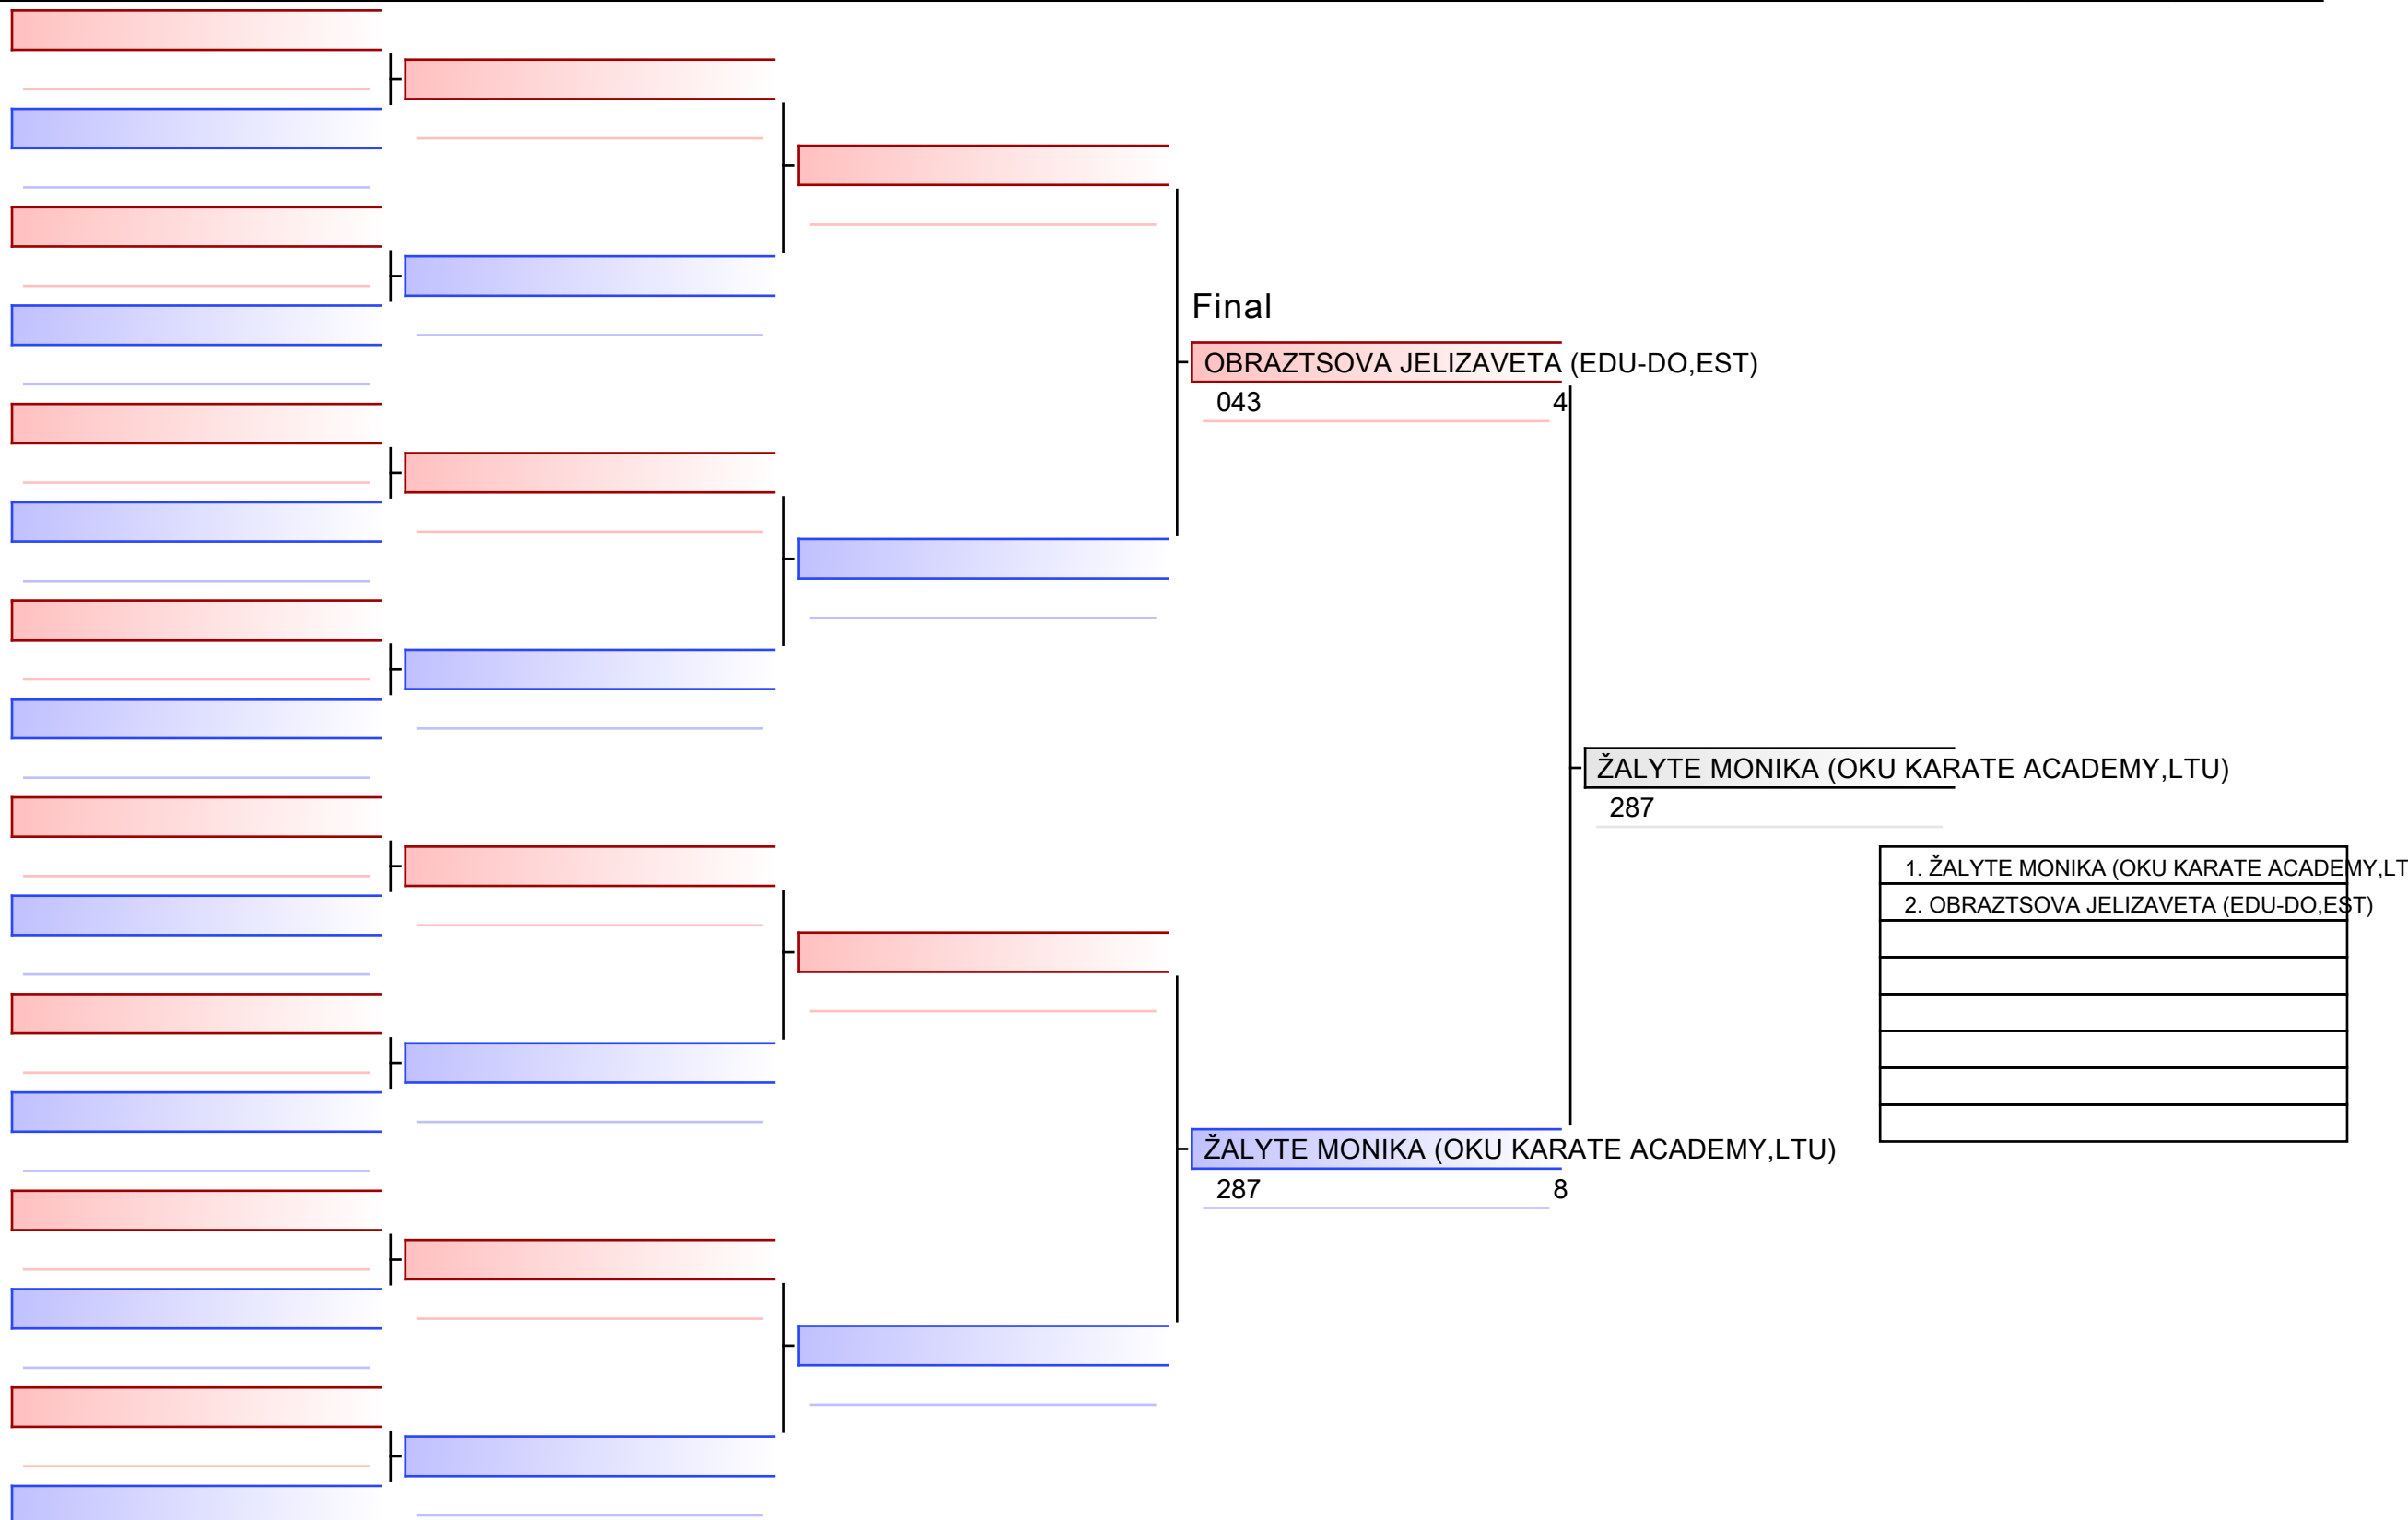 Final
OBRAZTSOVA JELIZAVETA (EDU-DO,EST)
043 4
ŽALYTE MONIKA (OKU KARATE ACADEMY,LTU)
287
1. ŽALYTE MONIKA (OKU KARATE ACADEMY,LT
2. OBRAZTSOVA JELIZAVETA (EDU-DO,EST)
ŽALYTE MONIKA (OKU KARATE ACADEMY,LTU)
287 8